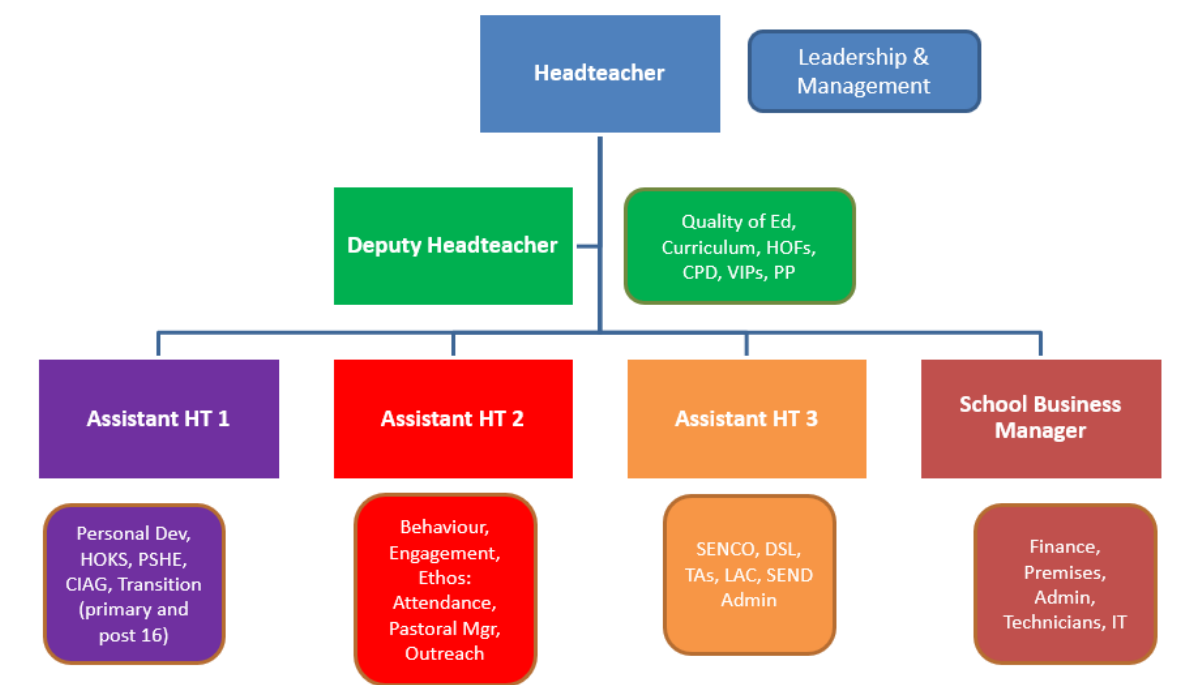 Headteacher
Leadership &
Management
Deputy Headteacher
Quality of Ed,
Curriculum, HOFs,
CPD, VIPs, PP
Assistant HT 1
Assistant HT 2
Assistant HT 3
School Business
Manager
Personal Dev,
HOKS, PSHE,
CIAG, Transition
(primary and
post 16)
Behaviour,
Engagement,
Ethos:
Attendance,
Pastoral Mgr,
Outreach
SENCO, DSL,
TAs, LAC, SEND
Admin
Finance,
Premises,
Admin,
Technicians, IT